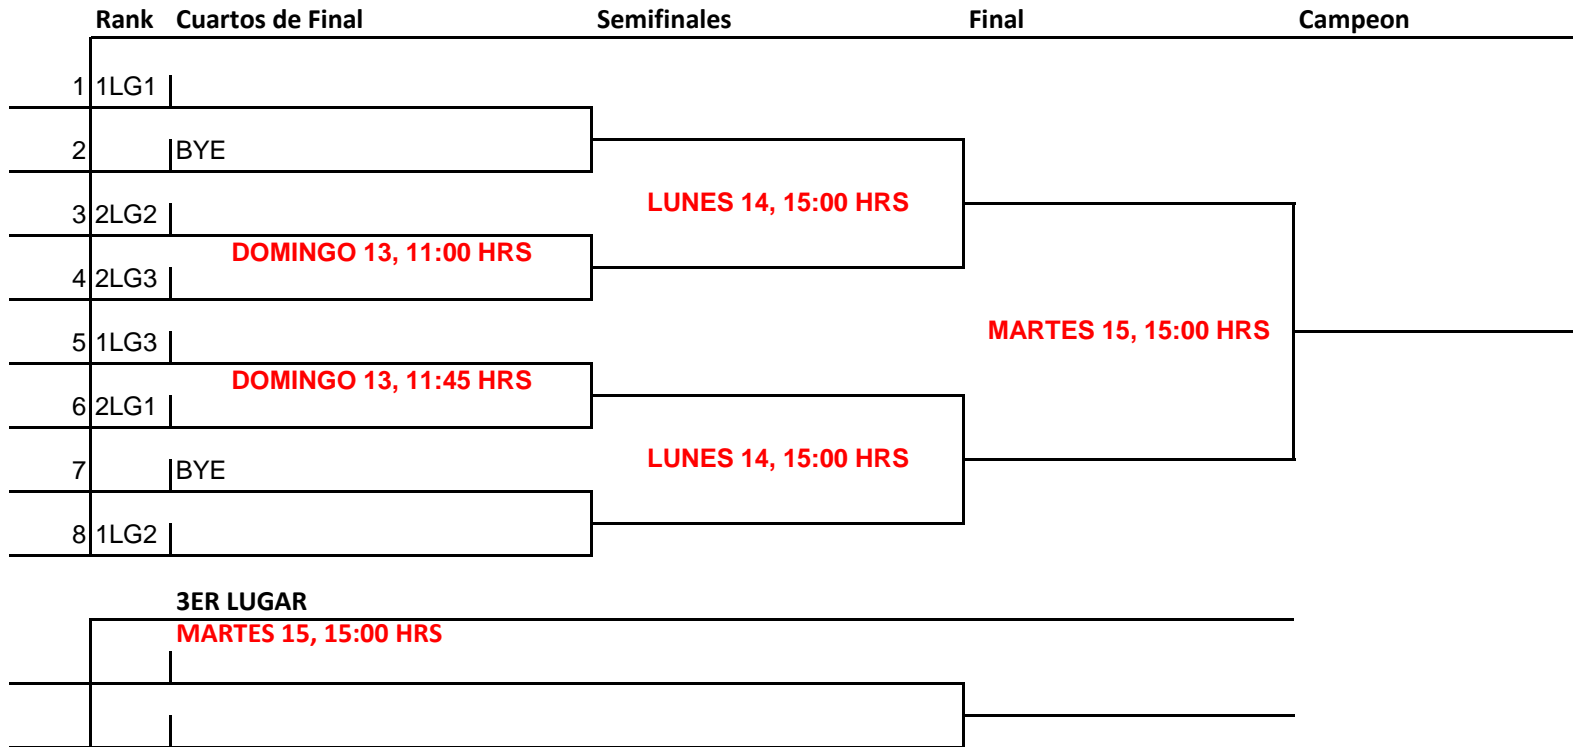 Rank Cuartos de Final Semifinales Final Campeon
1 1LG1
2 BYE
LUNES 14, 15:00 HRS
3 2LG2
DOMINGO 13, 11:00 HRS
4 2LG3
MARTES 15, 15:00 HRS
5 1LG3
DOMINGO 13, 11:45 HRS
6 2LG1
LUNES 14, 15:00 HRS
7 BYE
8 1LG2
3ER LUGAR
MARTES 15, 15:00 HRS